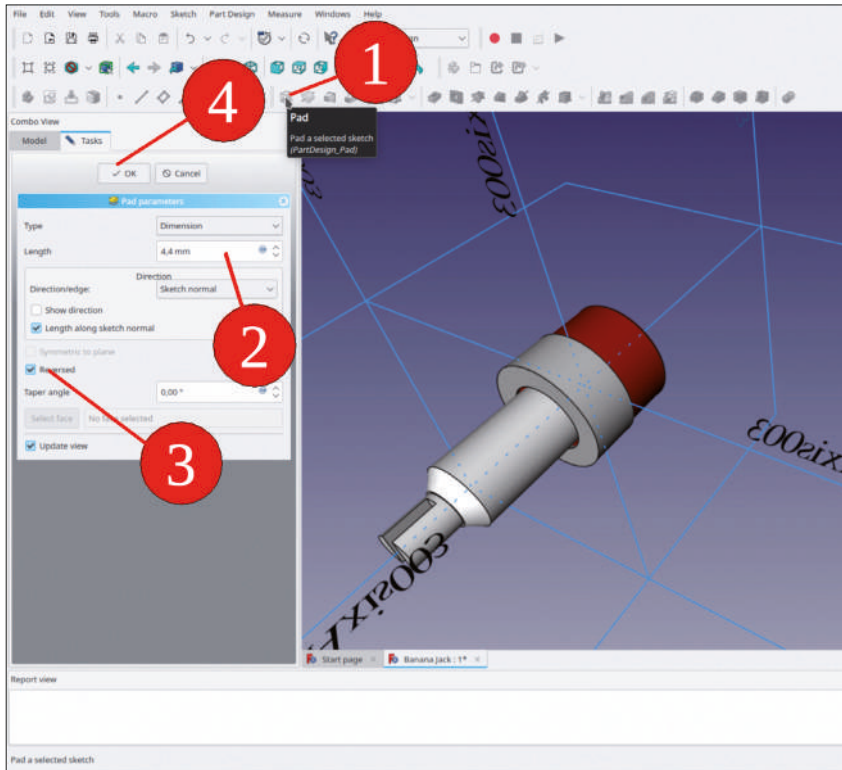 File Edit View Tools Macro Sketch Part Design Measure Windows Help
1
4
Pad
Pad a selected sketch
(PartDesign_Pad)
Combo View
Model Tasks
OK Cancel
Pad parameters
Type Dimension
Length 4,4 mm
Direction
Direction/edge: Sketch normal
Show direction
Length along sketch normal
2
Symmetric to plane
Reversed
Taper angle 0,00 °
Select face No face selected
3
Update view
Start page Banana Jack : 1*
Report view
Pad a selected sketch